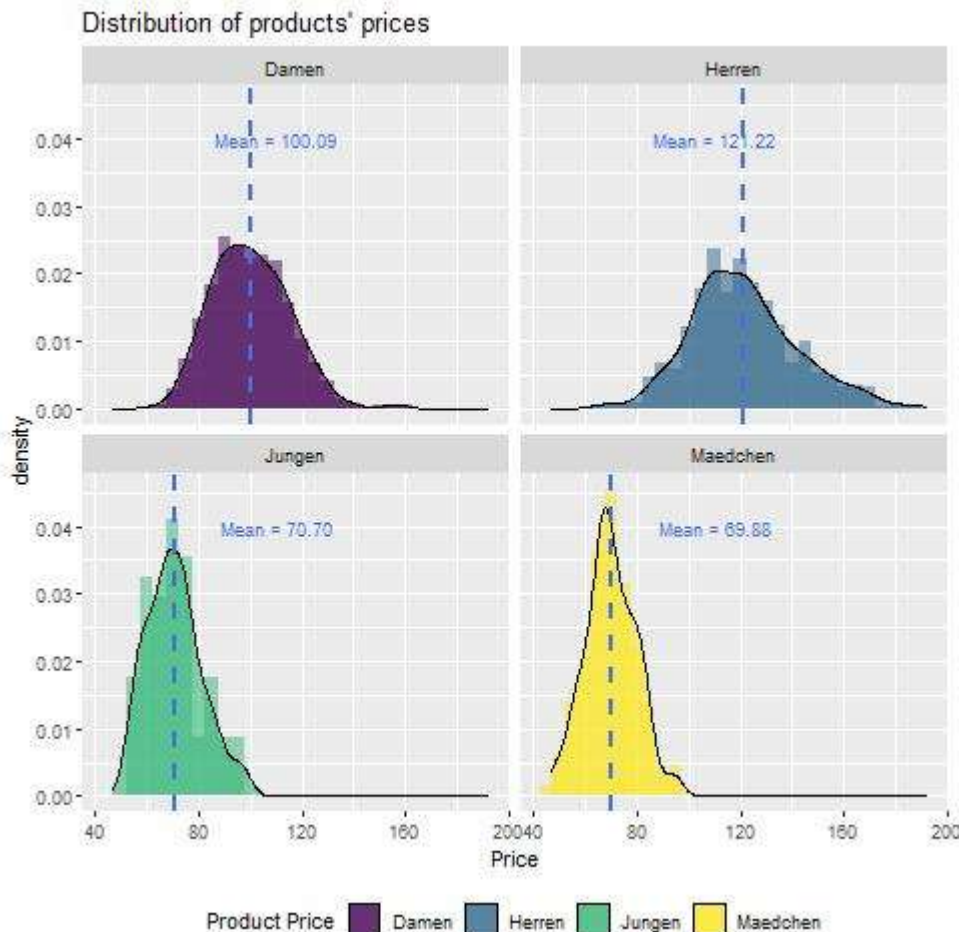 Distribution of products' prices
Damen
Herren
Mean = 100.09
Mean = 121.22
0.04
0.03
0.02
0.01
0.00
Jungen
Maedchen
Mean = 70.70
Mean = 69.88
0.04
0.03
0.02
0.01
0.00
density
40 80 120 160 200
40 80 120 160 200
Price
Product Price Damen Herren Jungen Maedchen